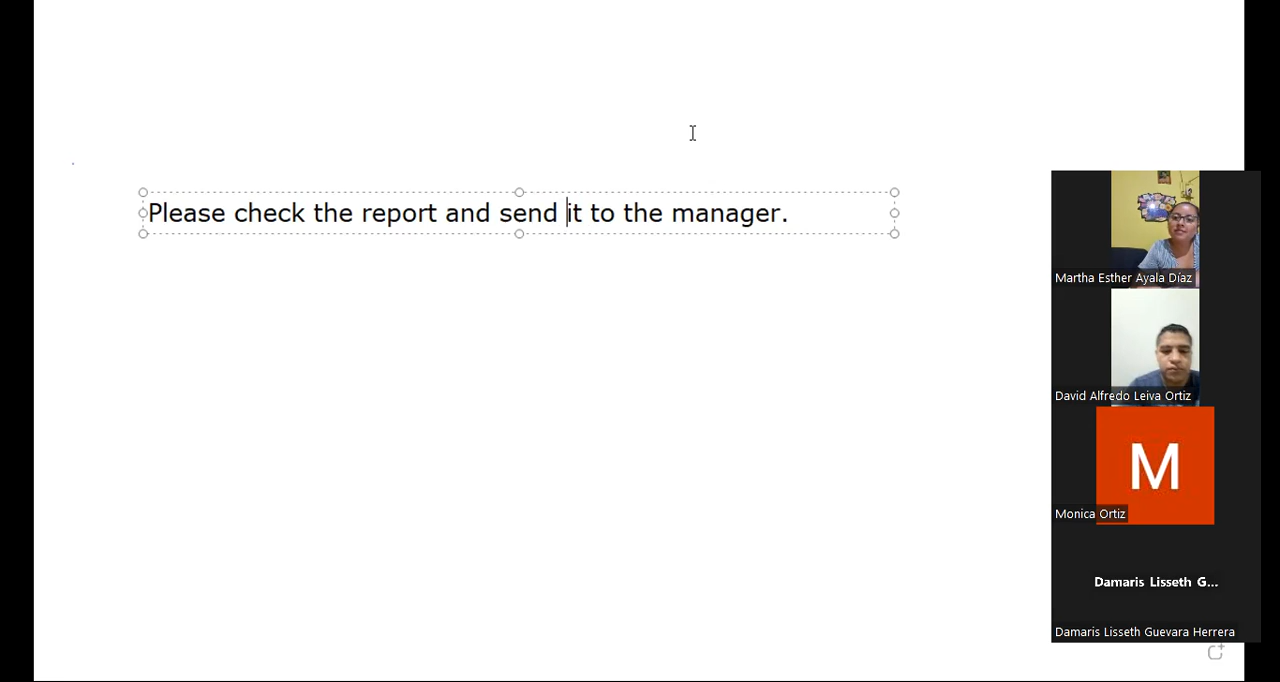 Please check the report and send it to the manager.
Martha Esther Ayala Díaz
David Alfredo Leiva Ortiz
M
Monica Ortiz
Damaris Lisseth G...
Damaris Lisseth Guevara Herrera